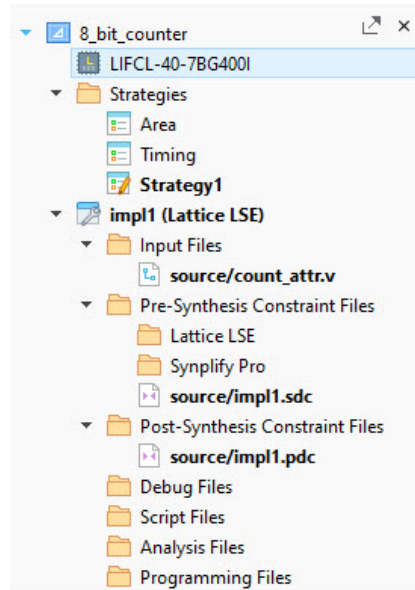 8_bit_counter
LIFCL-40-7BG400I
Strategies
Area
Timing
Strategy1
impl1 (Lattice LSE)
Input Files
source/count_attr.v
Pre-Synthesis Constraint Files
Lattice LSE
Synplify Pro
source/impl1.sdc
Post-Synthesis Constraint Files
source/impl1.pdc
Debug Files
Script Files
Analysis Files
Programming Files